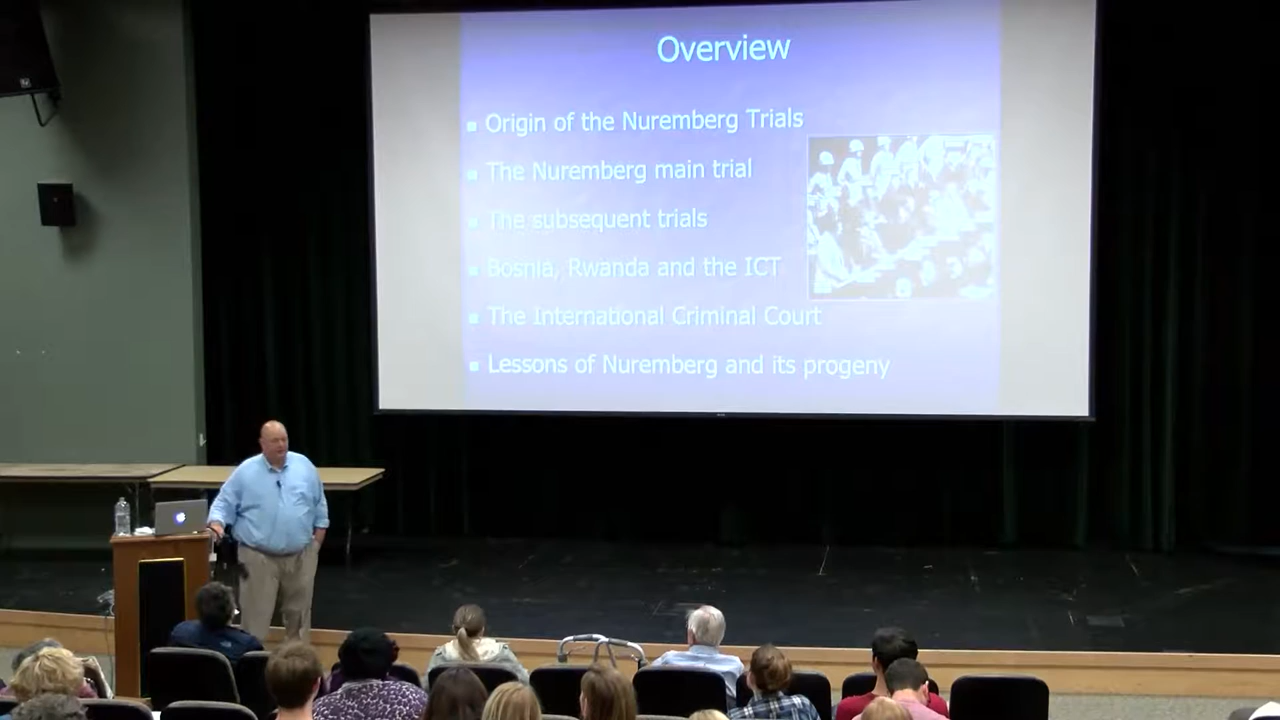 Overview
Origin of the Nuremberg Trials
The Nuremberg main trial
The subsequent trials
Bosnia, Rwanda and the ICT
The International Criminal Court
Lessons of Nuremberg and its progeny